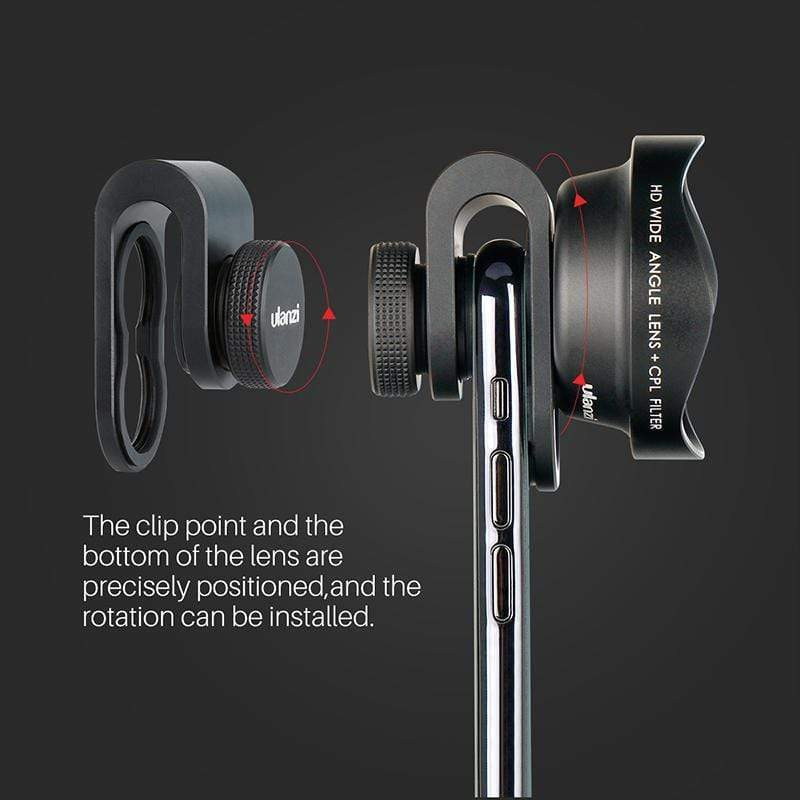 ulanzi
HD WIDE ANGLE LENS + CPL FILTER
ulanzi
The clip point and the
bottom of the lens are
precisely positioned,and the
rotation can be installed.